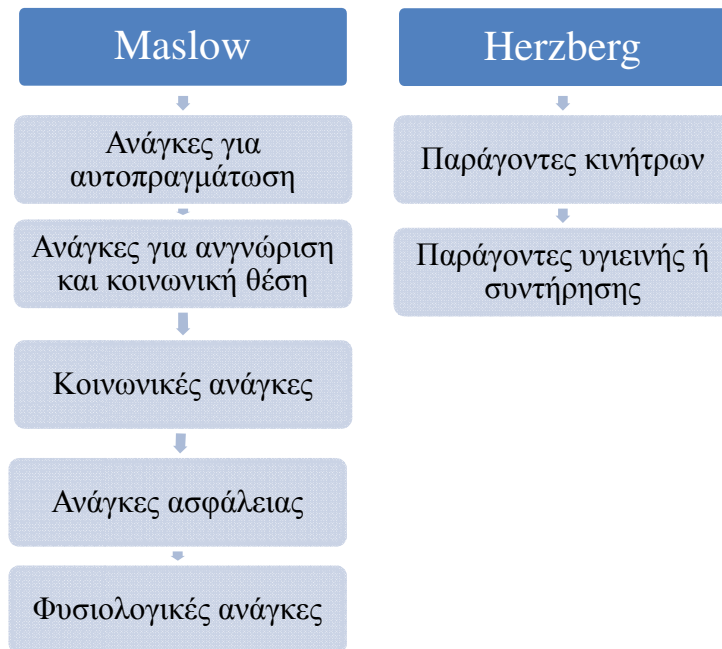 Maslow
Ανάγκες για
αυτοπραγμάτωση
Ανάγκες για ανγνώριση
και κοινωνική θέση
Κοινωνικές ανάγκες
Ανάγκες ασφάλειας
Φυσιολογικές ανάγκες
Herzberg
Παράγοντες κινήτρων
Παράγοντες υγιεινής ή
συντήρησης